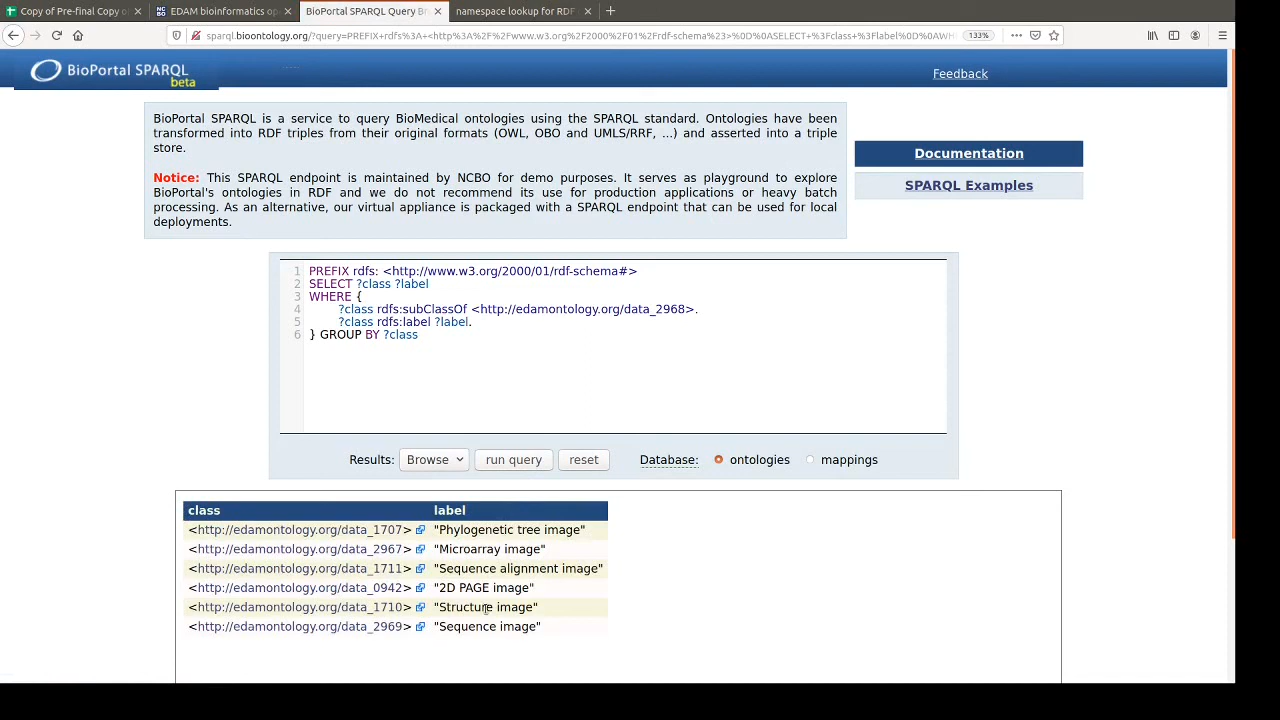 Copy of Pre-final Copy o
EDAM bioinformatics op
BioPortal SPARQL Query Br
namespace lookup for RDF
sparql.bioontology.org/?query=PREFIX+rdfs%3A+<http%3A%2F%2Fwww.w3.org%2F2000%2F01%2Frdf-schema%23>%0D%0ASELECT+%3Fclass+%3Flabel%0D%0AWH
133%
BioPortal SPARQL
beta
Feedback
BioPortal SPARQL is a service to query BioMedical ontologies using the SPARQL standard. Ontologies have been
transformed into RDF triples from their original formats (OWL, OBO and UMLS/RRF, ...) and asserted into a triple
store.
Notice: This SPARQL endpoint is maintained by NCBO for demo purposes. It serves as playground to explore
BioPortal's ontologies in RDF and we do not recommend its use for production applications or heavy batch
processing. As an alternative, our virtual appliance is packaged with a SPARQL endpoint that can be used for local
deployments.
Documentation
SPARQL Examples
1 PREFIX rdfs: <http://www.w3.org/2000/01/rdf-schema#>
2 SELECT ?class ?label
3 WHERE {
4 ?class rdfs:subClassOf <http://edamontology.org/data_2968>.
5 ?class rdfs:label ?label.
6 } GROUP BY ?class
Results: Browse run query reset Database: ontologies mappings
class label
<http://edamontology.org/data_1707> "Phylogenetic tree image"
<http://edamontology.org/data_2967> "Microarray image"
<http://edamontology.org/data_1711> "Sequence alignment image"
<http://edamontology.org/data_0942> "2D PAGE image"
<http://edamontology.org/data_1710> "Structure image"
<http://edamontology.org/data_2969> "Sequence image"